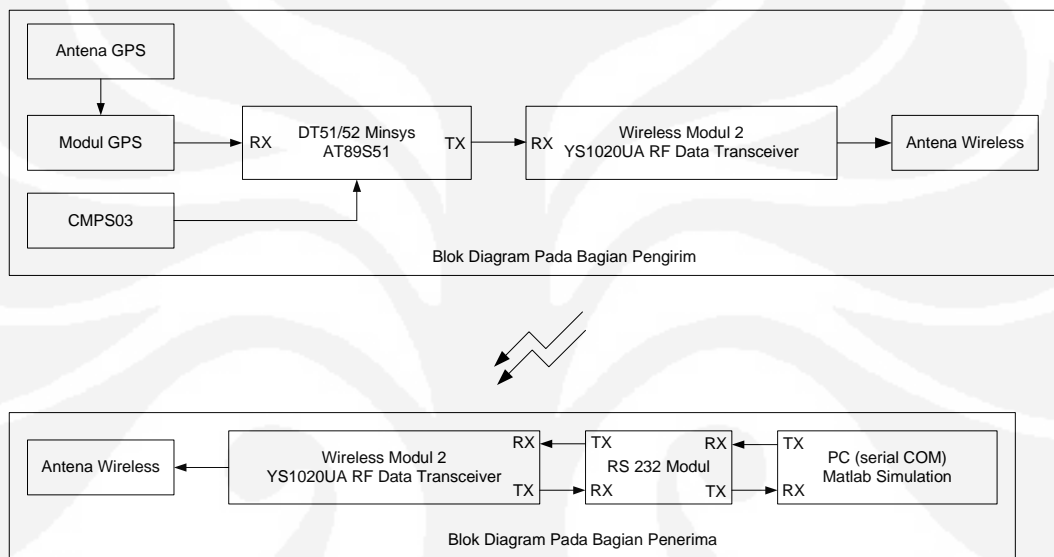 Antena GPS
Modul GPS
CMPS03
RX
DT51/52 Minsys
AT89S51
TX
RX
Wireless Modul 2
YS1020UA RF Data Transceiver
Antena Wireless
Blok Diagram Pada Bagian Pengirim
Antena Wireless
Wireless Modul 2
YS1020UA RF Data Transceiver
RX
TX
TX
RX
RS 232 Modul
RX
TX
TX
RX
PC (serial COM)
Matlab Simulation
Blok Diagram Pada Bagian Penerima